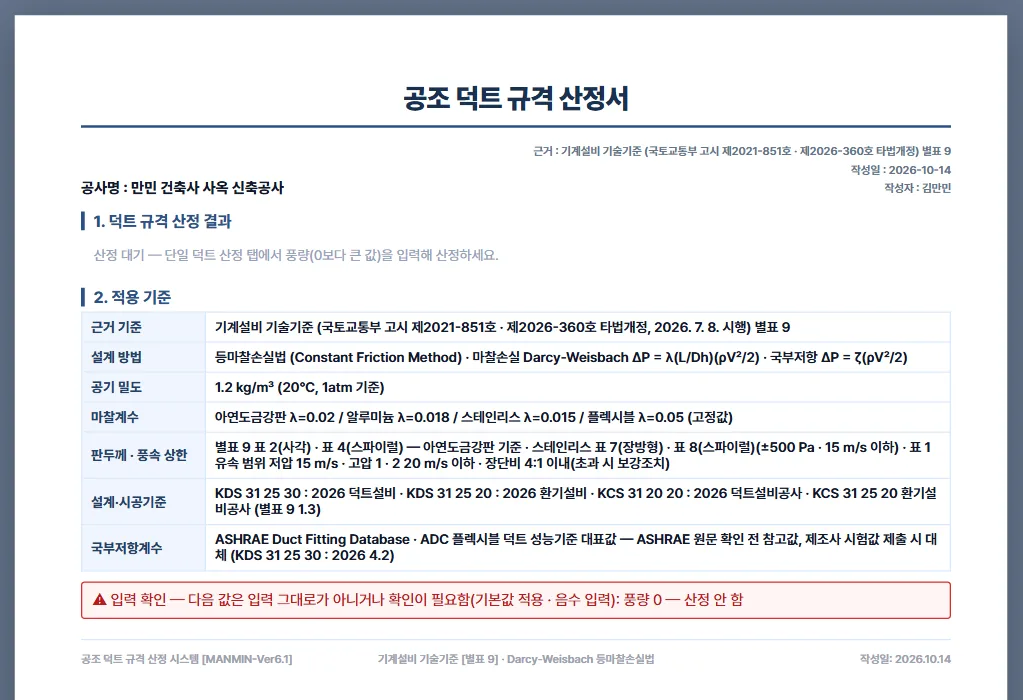 공조 덕트 규격 산정서
근거 : 기계설비 기술기준 (국토교통부 고시 제2021-851호 · 제2026-360호 타법개정) 별표 9
작성일 : 2026-10-14
공사명 : 만민 건축사 사옥 신축공사
작성자 : 김만민
1. 덕트 규격 산정 결과
산정 대기 — 단일 덕트 산정 탭에서 풍량(0보다 큰 값)을 입력해 산정하세요.
2. 적용 기준
근거 기준
기계설비 기술기준 (국토교통부 고시 제2021-851호 · 제2026-360호 타법개정, 2026. 7. 8. 시행) 별표 9
설계 방법
등마찰손실법 (Constant Friction Method) · 마찰손실 Darcy-Weisbach ΔP = λ(L/Dh)(ρV²/2) · 국부저항 ΔP = ζ(ρV²/2)
공기 밀도
1.2 kg/m³ (20°C, 1atm 기준)
마찰계수
아연도금강판 λ=0.02 / 알루미늄 λ=0.018 / 스테인리스 λ=0.015 / 플렉시블 λ=0.05 (고정값)
판두께 · 풍속 상한
별표 9 표 2(사각) · 표 4(스파이럴) — 아연도금강판 기준 · 스테인리스 표 7(장방형) · 표 8(스파이럴)(±500 Pa · 15 m/s 이하) · 표 1
유속 범위 저압 15 m/s · 고압 1 · 2 20 m/s 이하 · 장단비 4:1 이내(초과 시 보강조치)
설계·시공기준
KDS 31 25 30 : 2026 덕트설비 · KDS 31 25 20 : 2026 환기설비 · KCS 31 20 20 : 2026 덕트설비공사 · KCS 31 25 20 환기설
비공사 (별표 9 1.3)
국부저항계수
ASHRAE Duct Fitting Database · ADC 플렉시블 덕트 성능기준 대표값 — ASHRAE 원문 확인 전 참고값, 제조사 시험값 제출 시 대
체 (KDS 31 25 30 : 2026 4.2)
⚠ 입력 확인 — 다음 값은 입력 그대로가 아니거나 확인이 필요함(기본값 적용 · 음수 입력): 풍량 0 — 산정 안 함
공조 덕트 규격 산정 시스템 [MANMIN-Ver6.1]
기계설비 기술기준 [별표 9] · Darcy-Weisbach 등마찰손실법
작성일: 2026.10.14